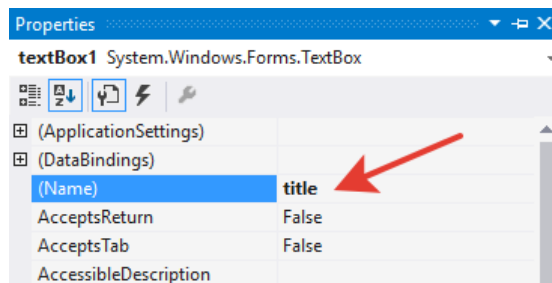 Properties
textBox1 System.Windows.Forms.TextBox
(ApplicationSettings)
(DataBindings)
(Name) title
AcceptsReturn False
AcceptsTab False
AccessibleDescription